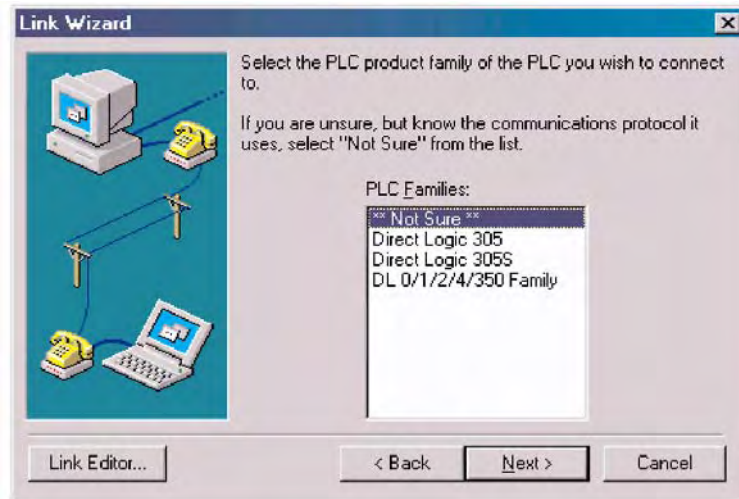 Link Wizard
Select the PLC product family of the PLC you wish to connect
to.
If you are unsure, but know the communications protocol it
uses, select "Not Sure" from the list.
PLC Families:
** Not Sure **
Direct Logic 305
Direct Logic 305S
DL 0/1/2/4/350 Family
Link Editor...
< Back
Next >
Cancel